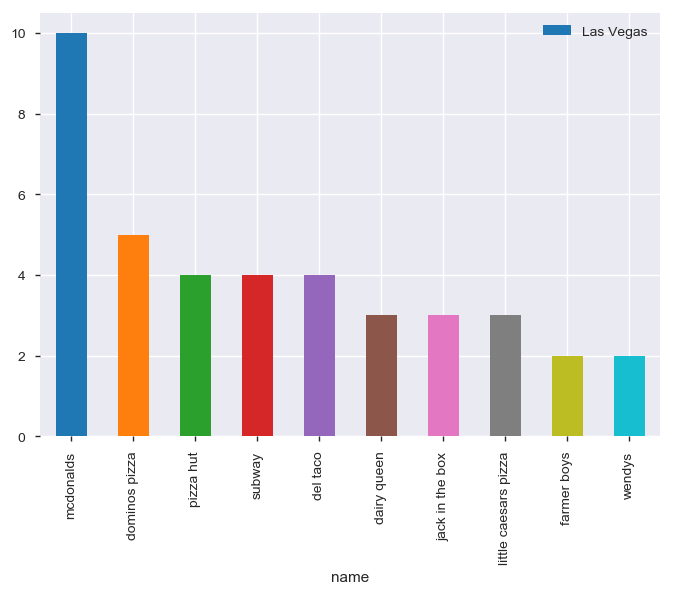 10
8
6
4
2
0
Las Vegas
mcdonalds
dominos pizza
pizza hut
subway
del taco
dairy queen
jack in the box
little caesars pizza
farmer boys
wendys
name